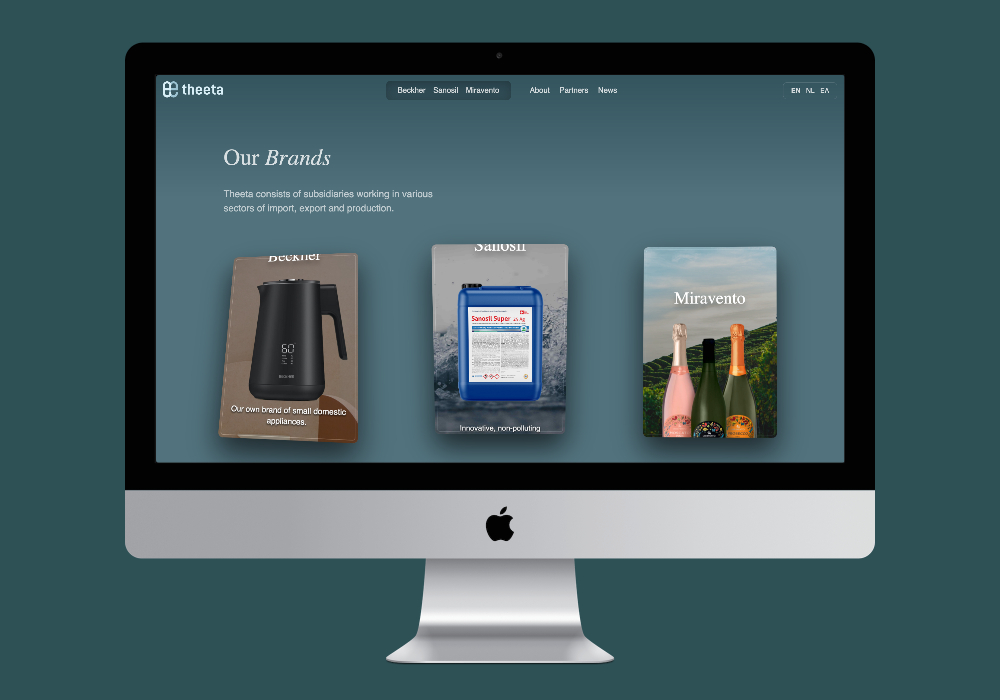 theeta
Beckher Sanosil Miravento About Partners News EN NL ΕΛ
Our Brands
Theeta consists of subsidiaries working in various
sectors of import, export and production.
Beckher
Sanosil
Miravento
60
Sanosil Super
Our own brand of small domestic
appliances.
Innovative, non-polluting